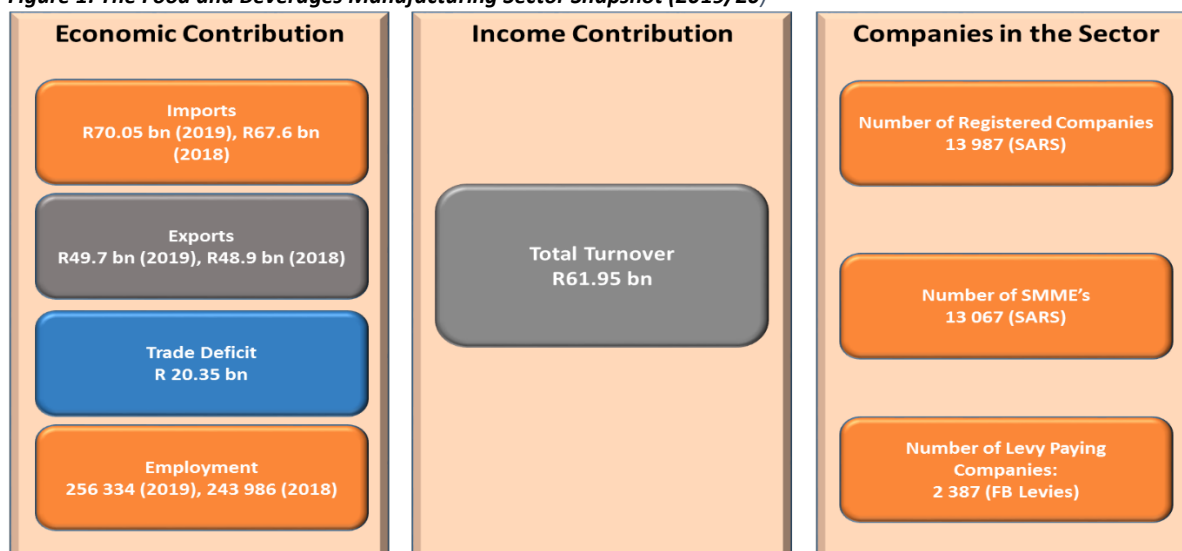 Figure 1: The Food and Beverages Manufacturing Sector Snapshot (2019/20)
Economic Contribution
Imports
R70.05 bn (2019), R67.6 bn
(2018)
Exports
R49.7 bn (2019), R48.9 bn (2018)
Trade Deficit
R 20.35 bn
Employment
256 334 (2019), 243 986 (2018)
Income Contribution
Total Turnover
R61.95 bn
Companies in the Sector
Number of Registered Companies
13 987 (SARS)
Number of SMME's
13 067 (SARS)
Number of Levy Paying
Companies:
2 387 (FB Levies)